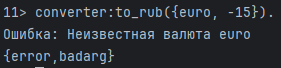 11> converter:to_rub({euro, -15}).
Ошибка: Неизвестная валюта euro
{error,badarg}